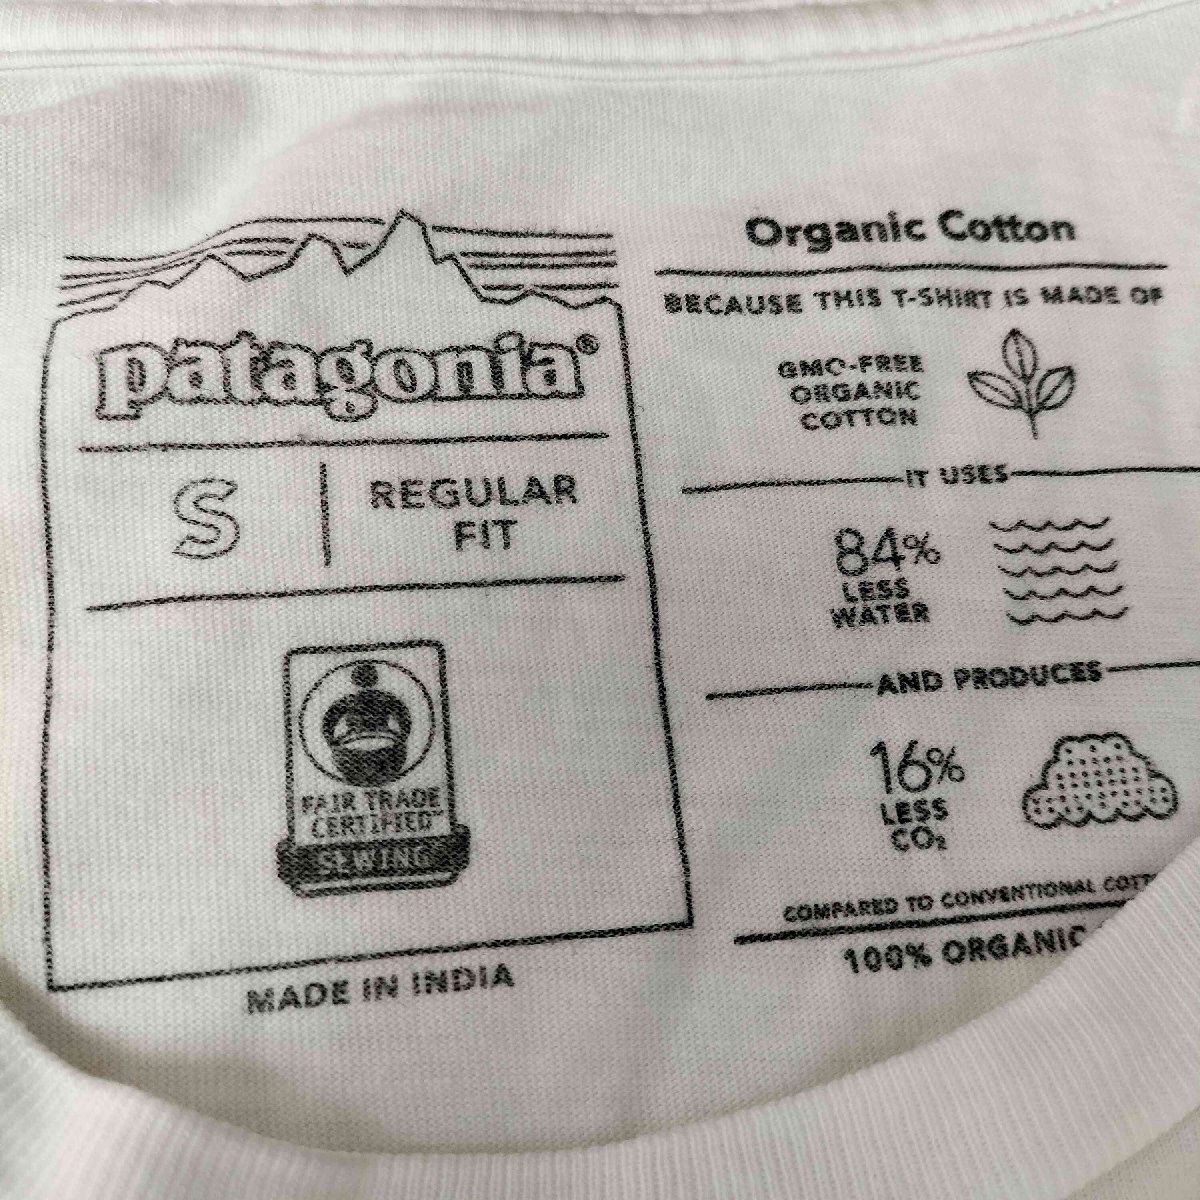 patagonia®
S
REGULAR
FIT
FAIR TRADE
CERTIFIED™
SEWING
MADE IN INDIA
Organic Cotton
BECAUSE THIS T-SHIRT IS MADE OF
GMO-FREE
ORGANIC
COTTON
IT USES
84%
LESS
WATER
AND PRODUCES
16%
LESS
CO₂
COMPARED TO CONVENTIONAL
100% ORGANIC